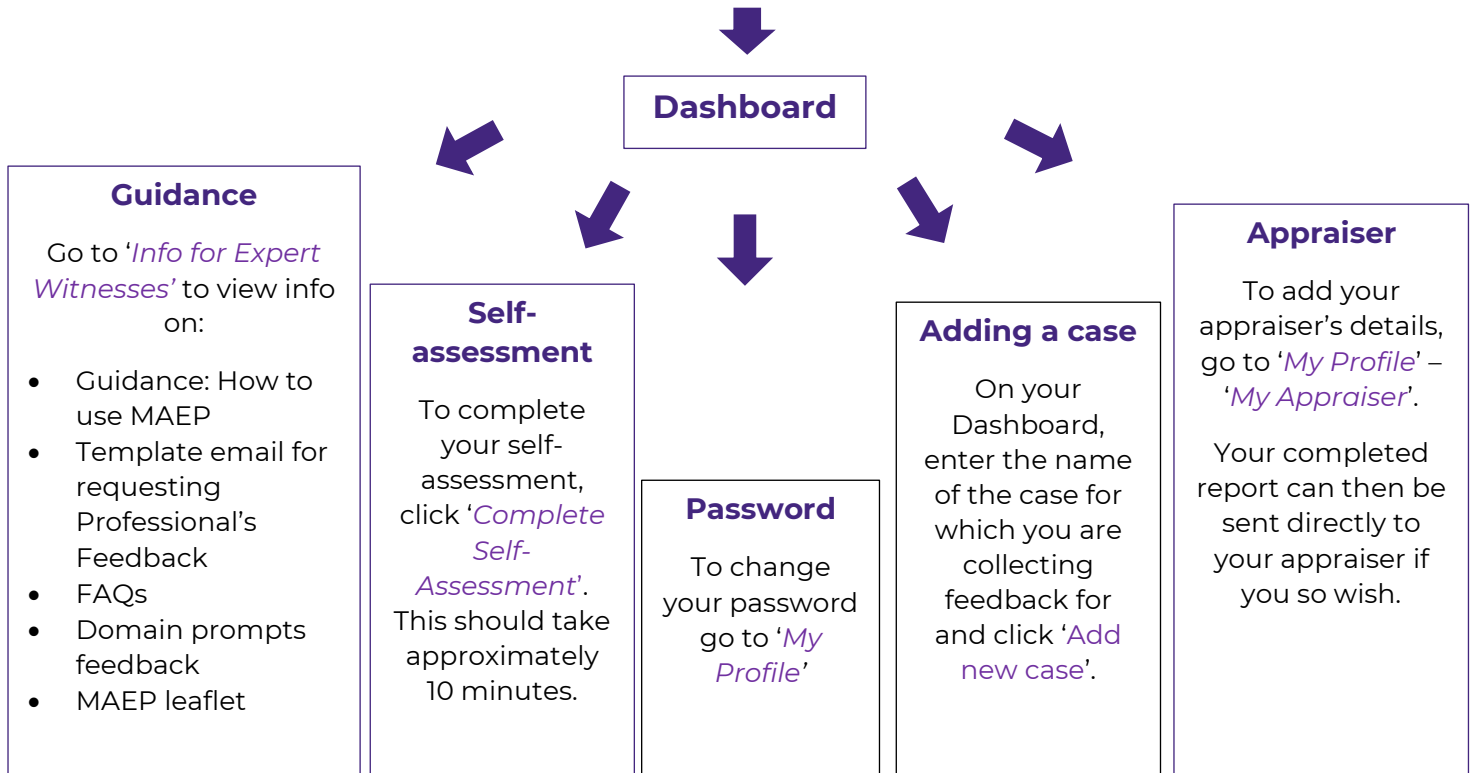 Dashboard
Guidance
Go to ‘Info for Expert
Witnesses’ to view info
on:
• Guidance: How to
use MAEP
• Template email for
requesting
Professional’s
Feedback
• FAQs
• Domain prompts
feedback
• MAEP leaflet
Self-
assessment
To complete
your self-
assessment,
click ‘Complete
Self-
Assessment’.
This should take
approximately
10 minutes.
Password
To change
your password
go to ‘My
Profile’
Adding a case
On your
Dashboard,
enter the name
of the case for
which you are
collecting
feedback for
and click ‘Add
new case’.
Appraiser
To add your
appraiser’s details,
go to ‘My Profile’ –
‘My Appraiser’.
Your completed
report can then be
sent directly to
your appraiser if
you so wish.